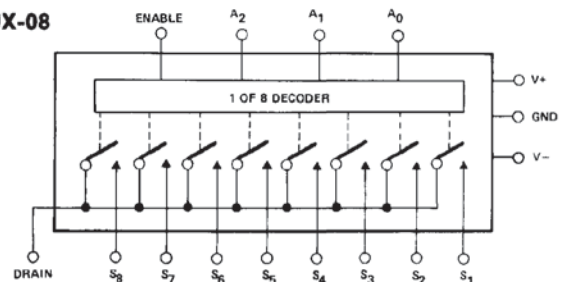 UX-08
ENABLE A2 A1 A0
1 OF 8 DECODER
V+
GND
V−
DRAIN S8 S7 S6 S5 S4 S3 S2 S1